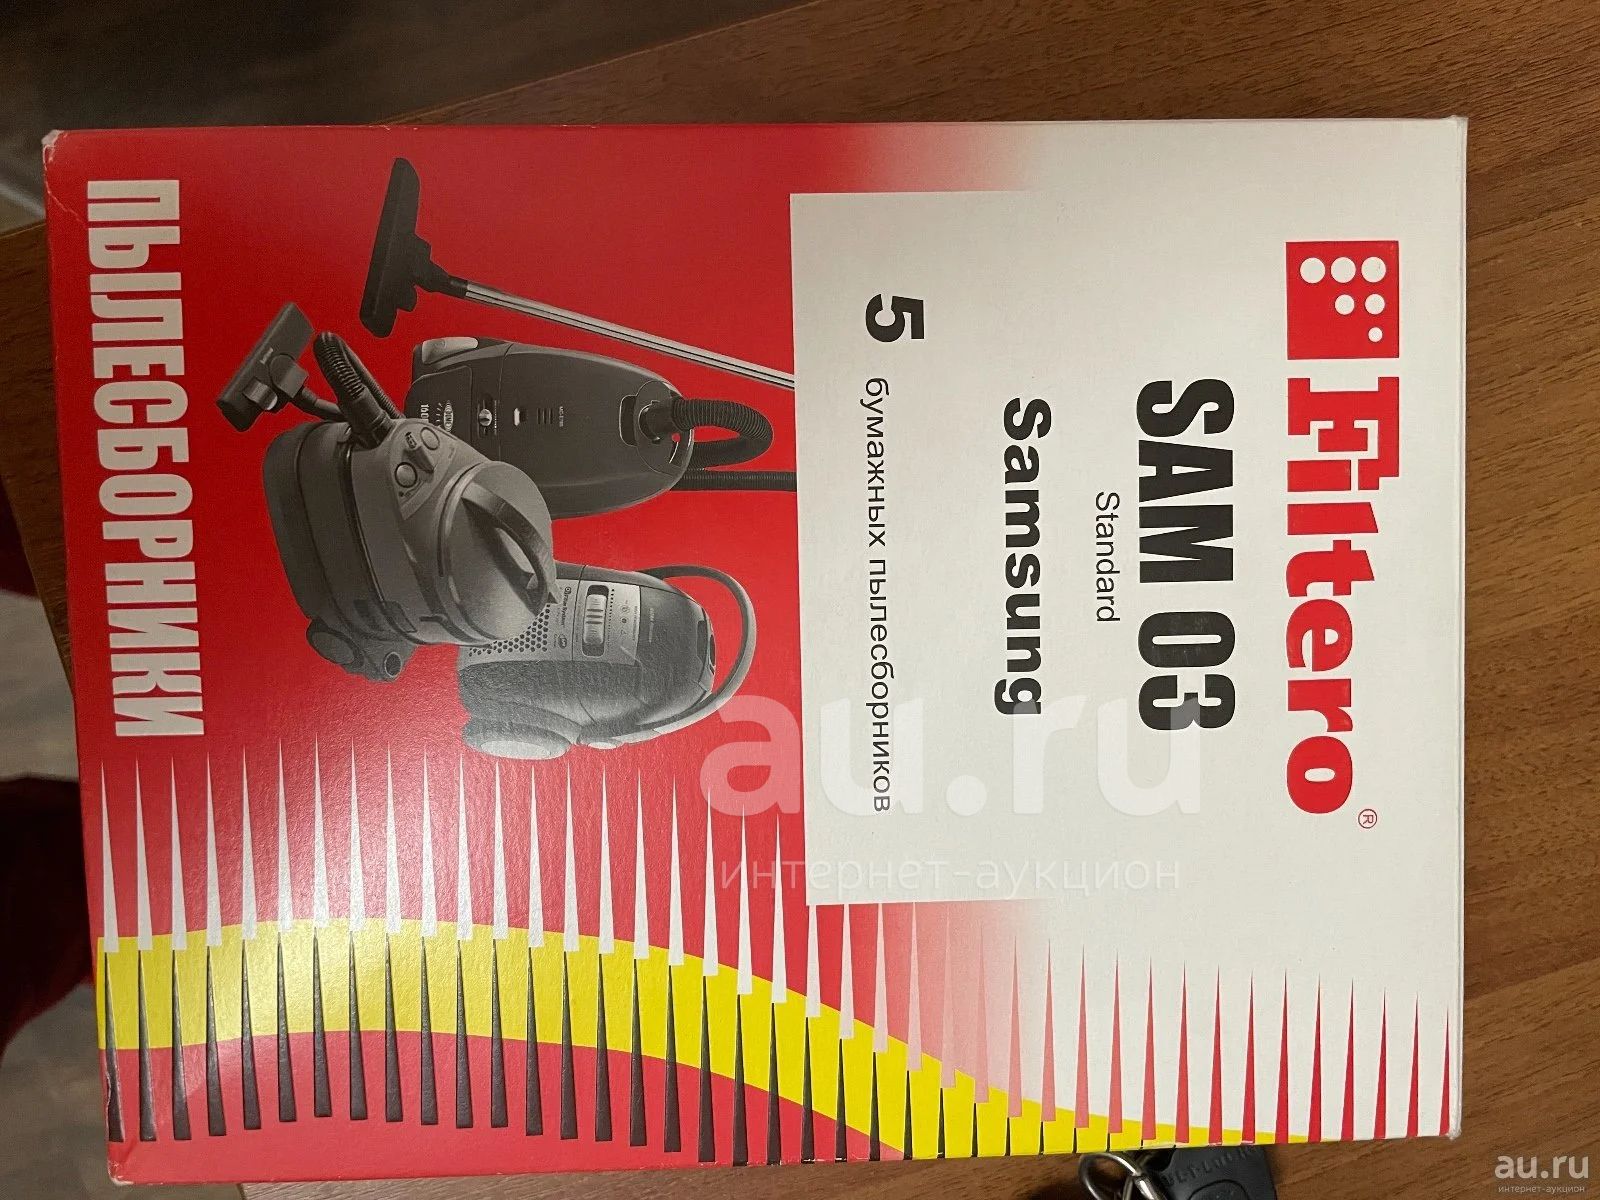 Filtero®
SAM 03
Standard
Samsung
5 бумажных пылесборников
ПЫЛЕСБОРНИКИ
au.ru
интернет-аукцион
au.ru
интернет-аукцион